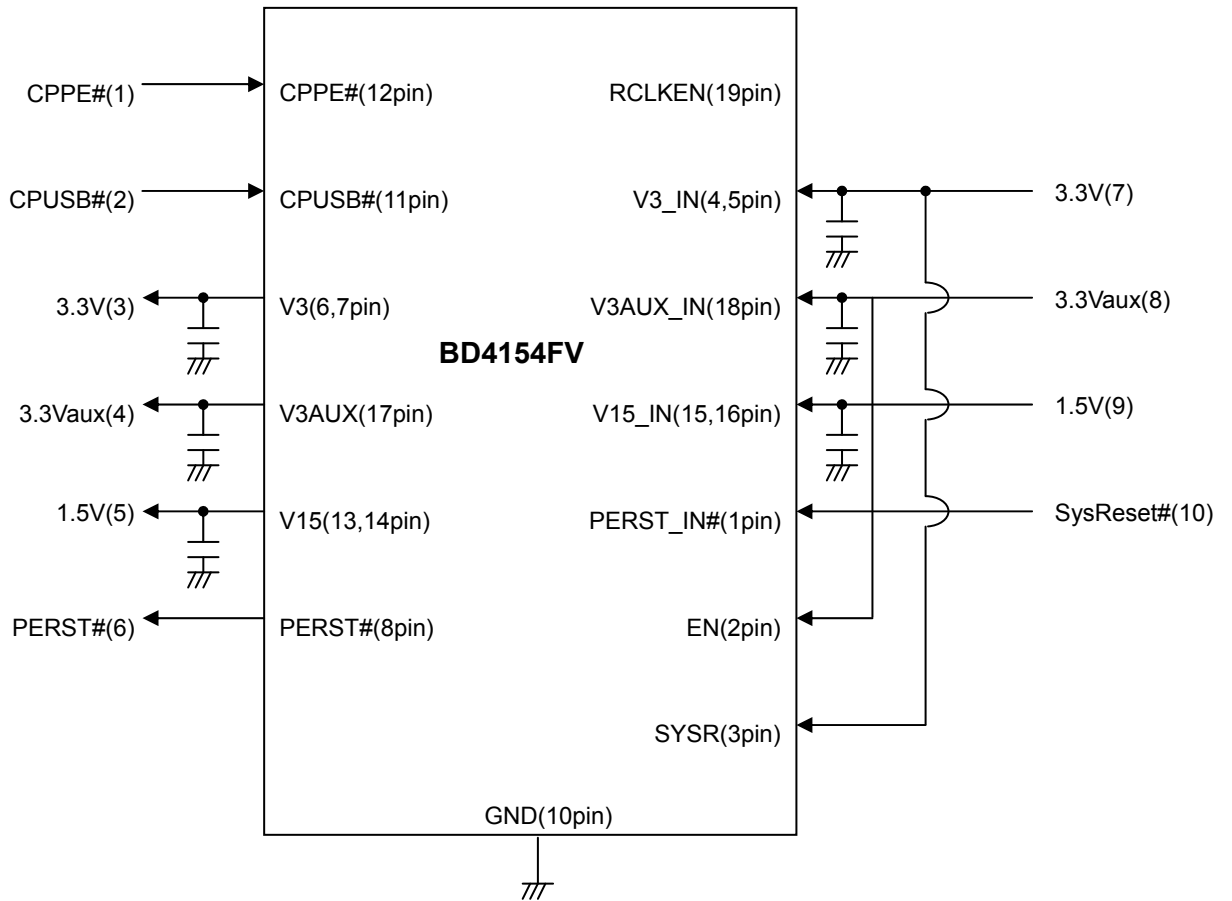 CPPE#(1) CPPE#(12pin) RCLKEN(19pin)
CPUSB#(2) CPUSB#(11pin) V3_IN(4,5pin) 3.3V(7)
3.3V(3) V3(6,7pin) V3AUX_IN(18pin) 3.3Vaux(8)
BD4154FV
3.3Vaux(4) V3AUX(17pin) V15_IN(15,16pin) 1.5V(9)
1.5V(5) V15(13,14pin) PERST_IN#(1pin) SysReset#(10)
PERST#(6) PERST#(8pin) EN(2pin)
SYSR(3pin)
GND(10pin)